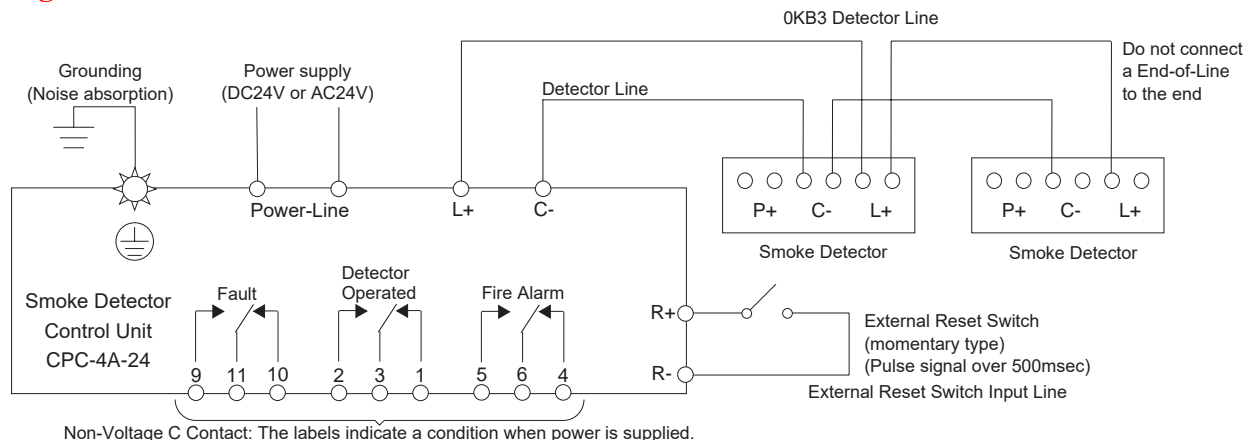 0KB3 Detector Line
Grounding
(Noise absorption)
Power supply
(DC24V or AC24V)
Detector Line
Do not connect
a End-of-Line
to the end
Power-Line
L+
C-
P+ C- L+
Smoke Detector
P+ C- L+
Smoke Detector
Smoke Detector
Control Unit
CPC-4A-24
Fault
Detector
Operated
Fire Alarm
9 11 10 2 3 1 5 6 4
R+
R-
External Reset Switch
(momentary type)
(Pulse signal over 500msec)
External Reset Switch Input Line
Non-Voltage C Contact: The labels indicate a condition when power is supplied.